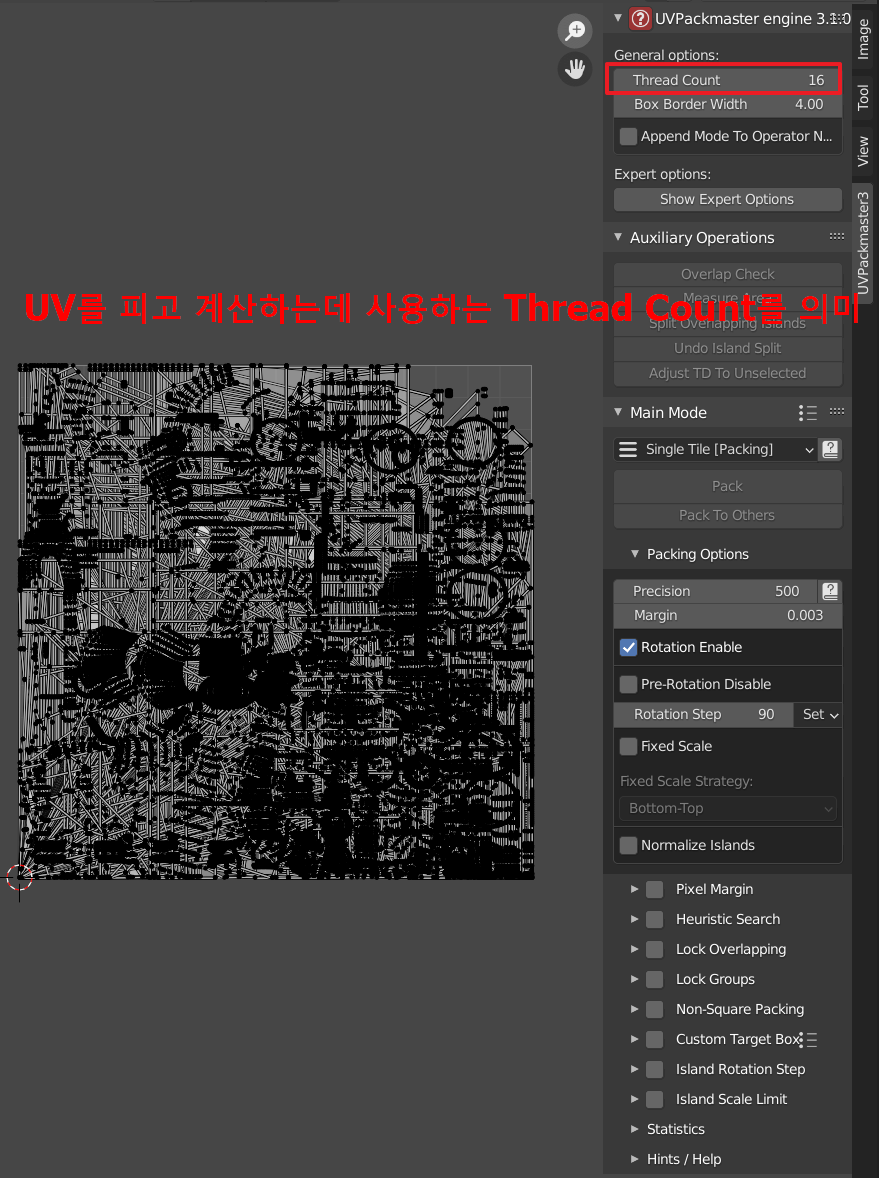 UVPackmaster engine 3.1.0
Image
General options:
Thread Count 16
Tool
Box Border Width 4.00
Append Mode To Operator N...
View
Expert options:
Show Expert Options
UVPackmaster3
Auxiliary Operations
Overlap Check
Measure Area
UV를 피고 계산하는데 사용하는 Thread Count를 의미
Split Overlapping Islands
Undo Island Split
Adjust TD To Unselected
Main Mode
Single Tile [Packing]
Pack
Pack To Others
Packing Options
Precision 500
Margin 0.003
Rotation Enable
Pre-Rotation Disable
Rotation Step 90 Set
Fixed Scale
Fixed Scale Strategy:
Bottom-Top
Normalize Islands
Pixel Margin
Heuristic Search
Lock Overlapping
Lock Groups
Non-Square Packing
Custom Target Box
Island Rotation Step
Island Scale Limit
Statistics
Hints / Help